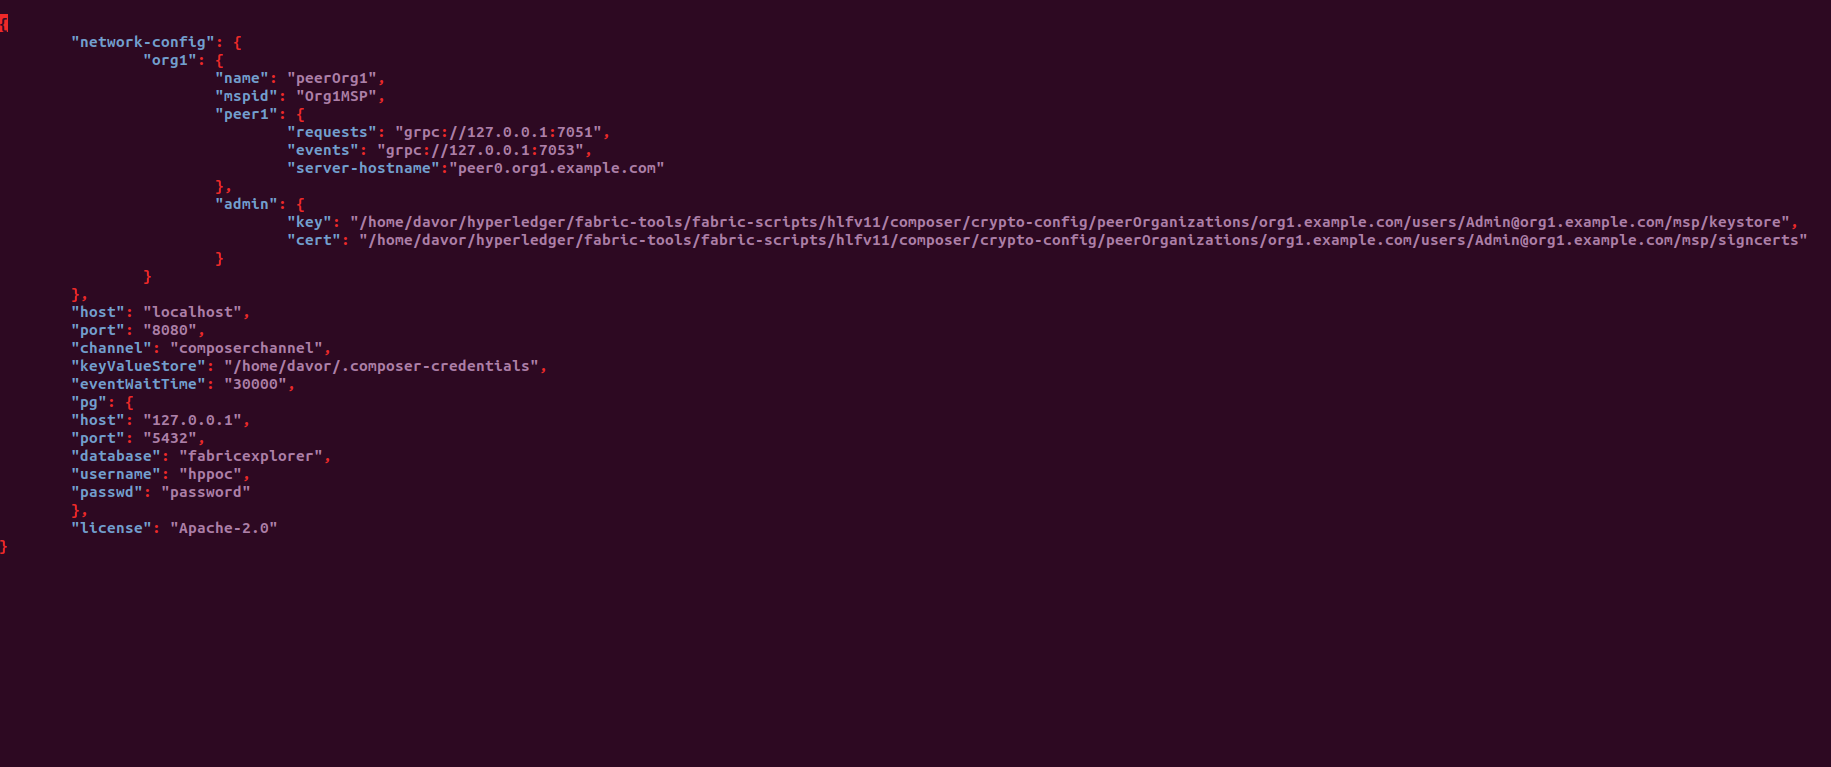 {
"network-config": {
"org1": {
"name": "peerOrg1",
"mspid": "Org1MSP",
"peer1": {
"requests": "grpc://127.0.0.1:7051",
"events": "grpc://127.0.0.1:7053",
"server-hostname":"peer0.org1.example.com"
},
"admin": {
"key": "/home/davor/hyperledger/fabric-tools/fabric-scripts/hlfv11/composer/crypto-config/peerOrganizations/org1.example.com/users/Admin@org1.example.com/msp/keystore",
"cert": "/home/davor/hyperledger/fabric-tools/fabric-scripts/hlfv11/composer/crypto-config/peerOrganizations/org1.example.com/users/Admin@org1.example.com/msp/signcerts"
}
}
},
"host": "localhost",
"port": "8080",
"channel": "composerchannel",
"keyValueStore": "/home/davor/.composer-credentials",
"eventWaitTime": "30000",
"pg": {
"host": "127.0.0.1",
"port": "5432",
"database": "fabricexplorer",
"username": "hppoc",
"passwd": "password"
},
"license": "Apache-2.0"
}